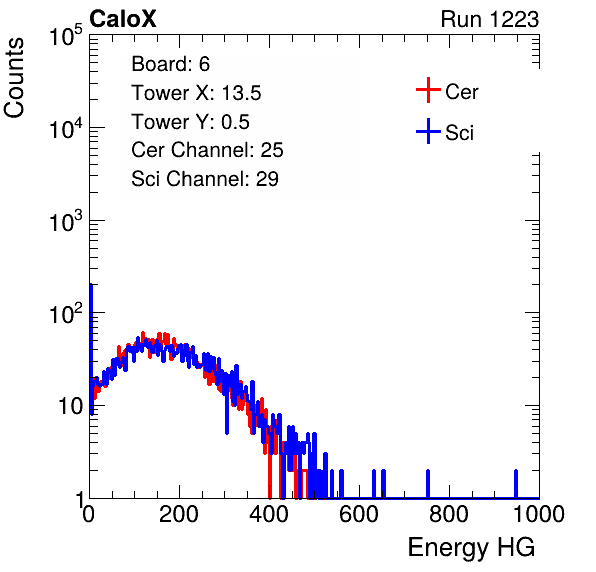 CaloX Run 1223
Counts
Board: 6
Tower X: 13.5
Tower Y: 0.5
Cer Channel: 25
Sci Channel: 29
Cer
Sci
10^5
10^4
10^3
10^2
10
1
0 200 400 600 800 1000
Energy HG